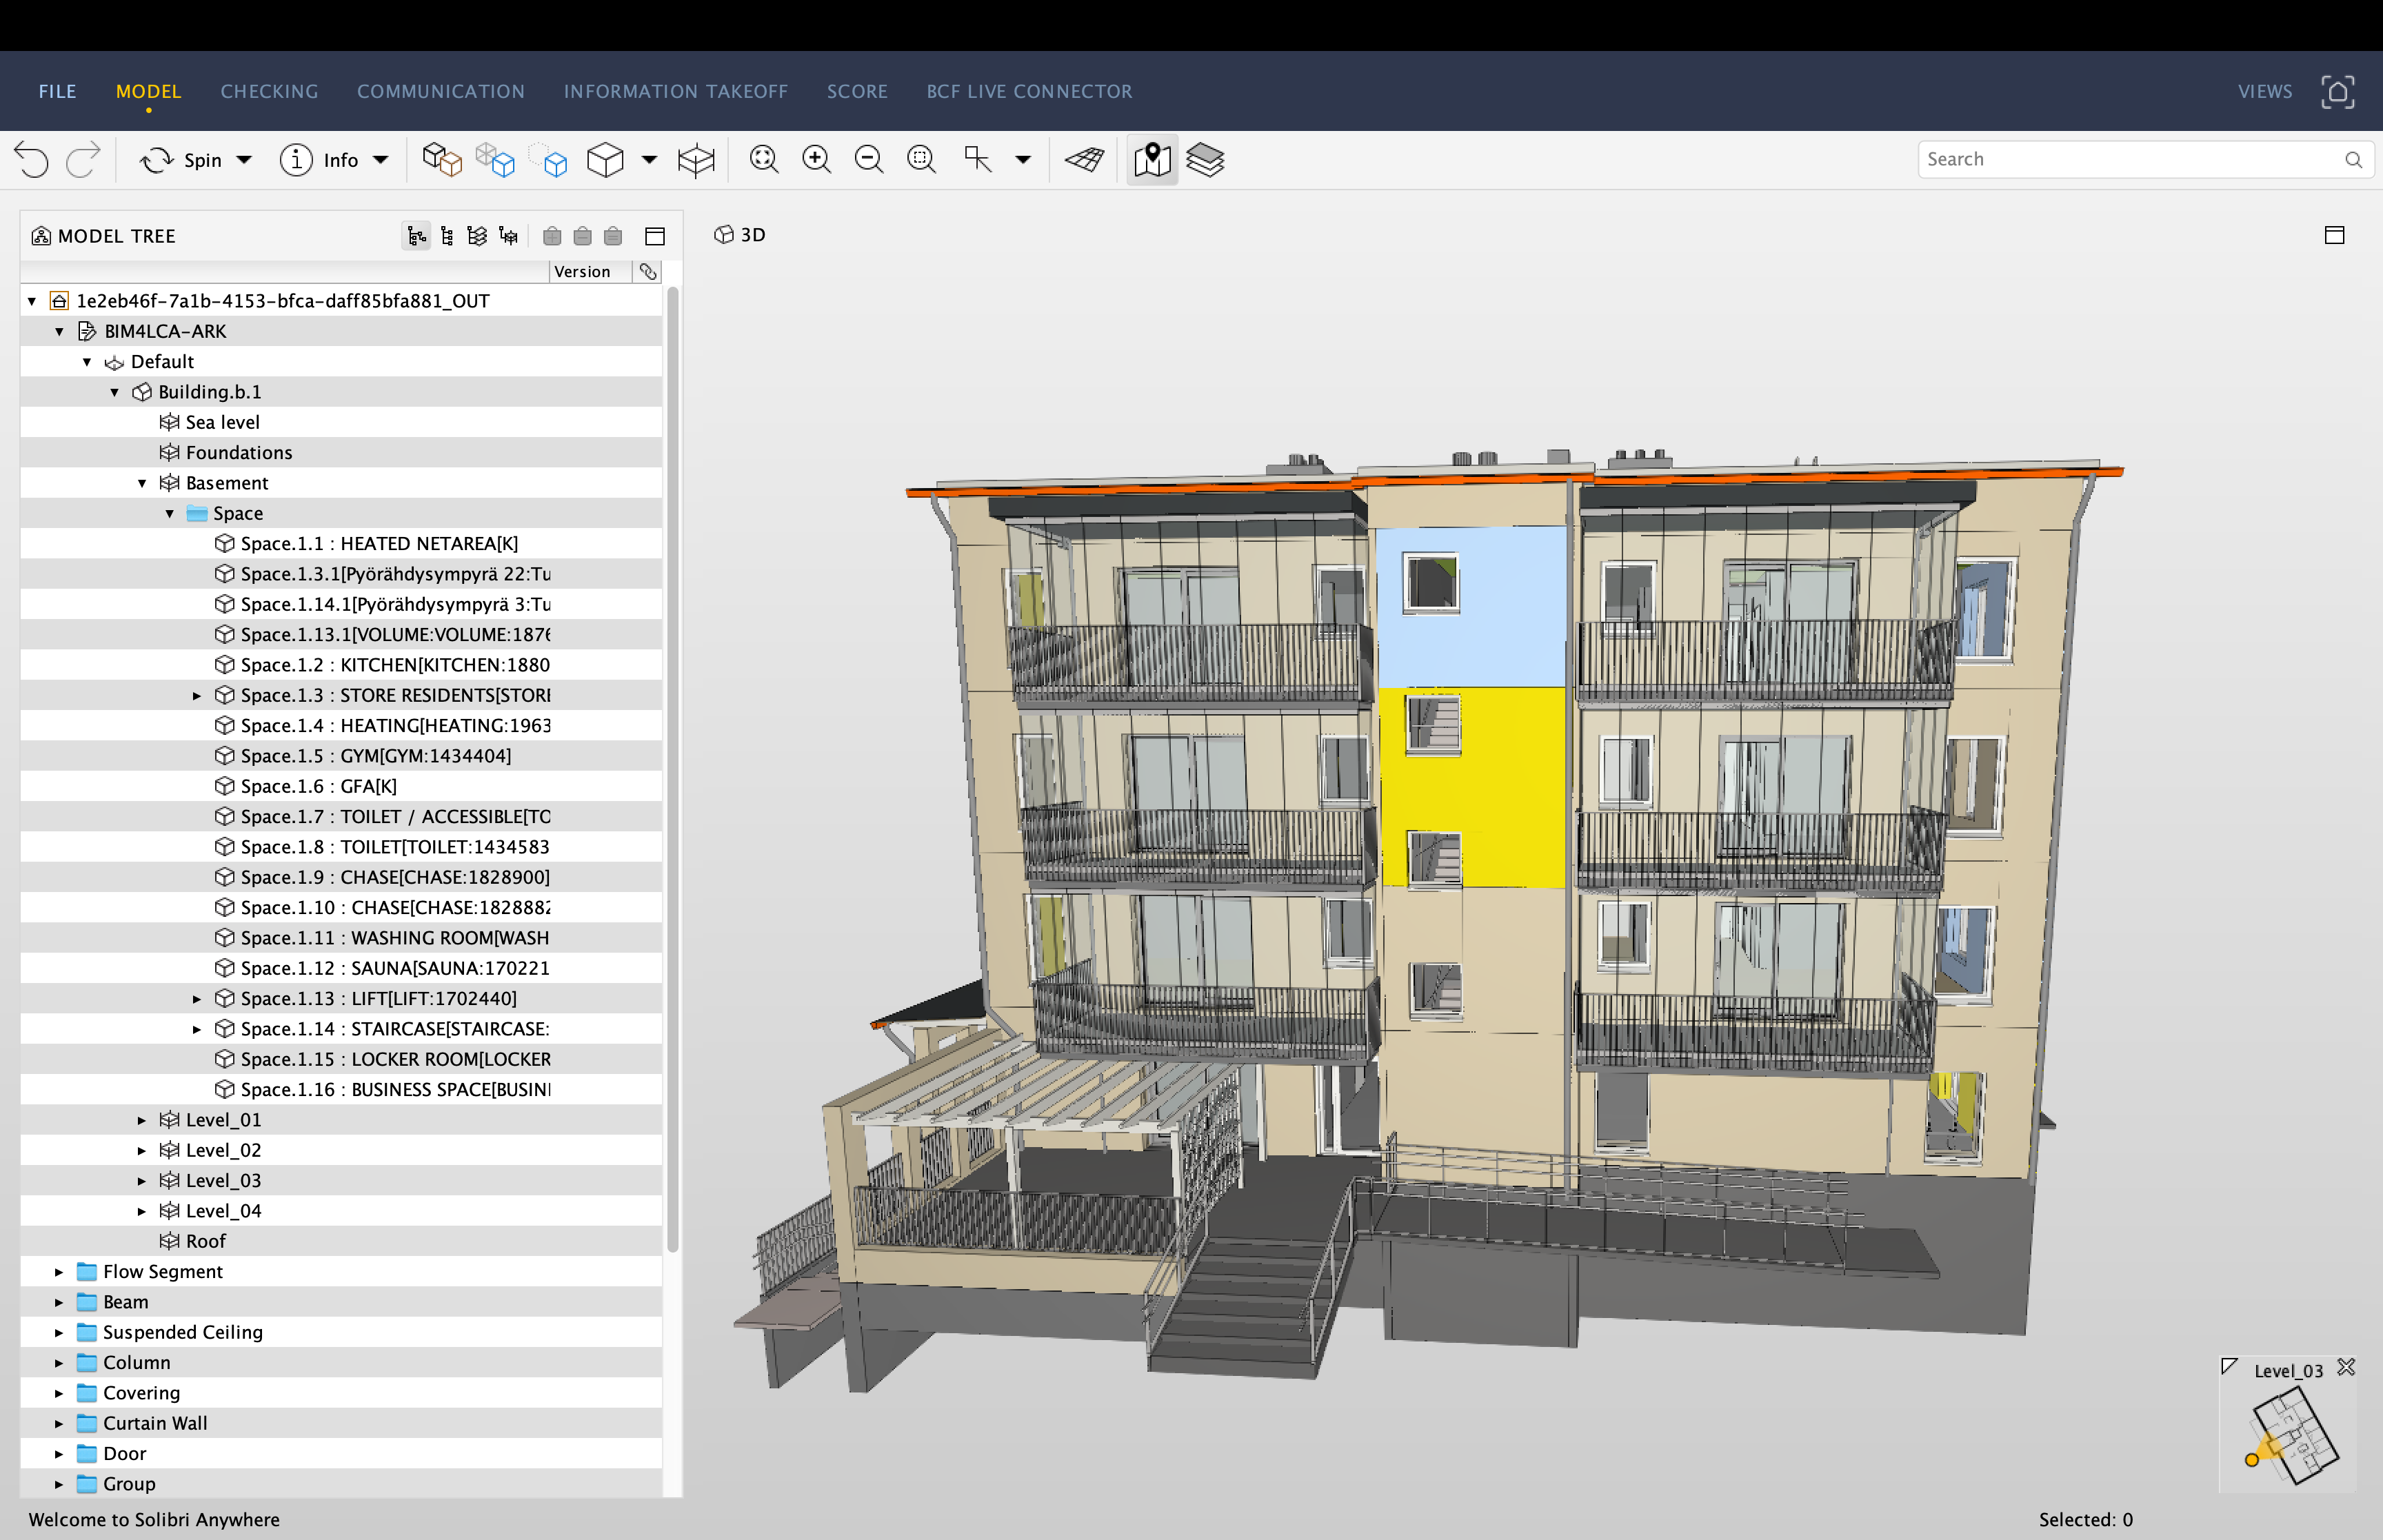 FILE MODEL CHECKING COMMUNICATION INFORMATION TAKEOFF SCORE BCF LIVE CONNECTOR VIEWS
Spin Info Search
MODEL TREE
3D
Version
1e2eb46f-7a1b-4153-bfca-daff85bfa881_OUT
BIM4LCA-ARK
Default
Building.b.1
Sea level
Foundations
Basement
Space
Space.1.1 : HEATED NETAREA[K]
Space.1.3.1[Pyörähdysympyrä 22:Tu
Space.1.14.1[Pyörähdysympyrä 3:Tu
Space.1.13.1[VOLUME:VOLUME:1876
Space.1.2 : KITCHEN[KITCHEN:1880
Space.1.3 : STORE RESIDENTS[STORE
Space.1.4 : HEATING[HEATING:1963
Space.1.5 : GYM[GYM:1434404]
Space.1.6 : GFA[K]
Space.1.7 : TOILET / ACCESSIBLE[TO
Space.1.8 : TOILET[TOILET:1434583
Space.1.9 : CHASE[CHASE:1828900]
Space.1.10 : CHASE[CHASE:1828882
Space.1.11 : WASHING ROOM[WASH
Space.1.12 : SAUNA[SAUNA:170221
Space.1.13 : LIFT[LIFT:1702440]
Space.1.14 : STAIRCASE[STAIRCASE:
Space.1.15 : LOCKER ROOM[LOCKER
Space.1.16 : BUSINESS SPACE[BUSINI
Level_01
Level_02
Level_03
Level_04
Roof
Flow Segment
Beam
Suspended Ceiling
Column
Covering
Curtain Wall
Door
Group
Level_03
Welcome to Solibri Anywhere
Selected: 0